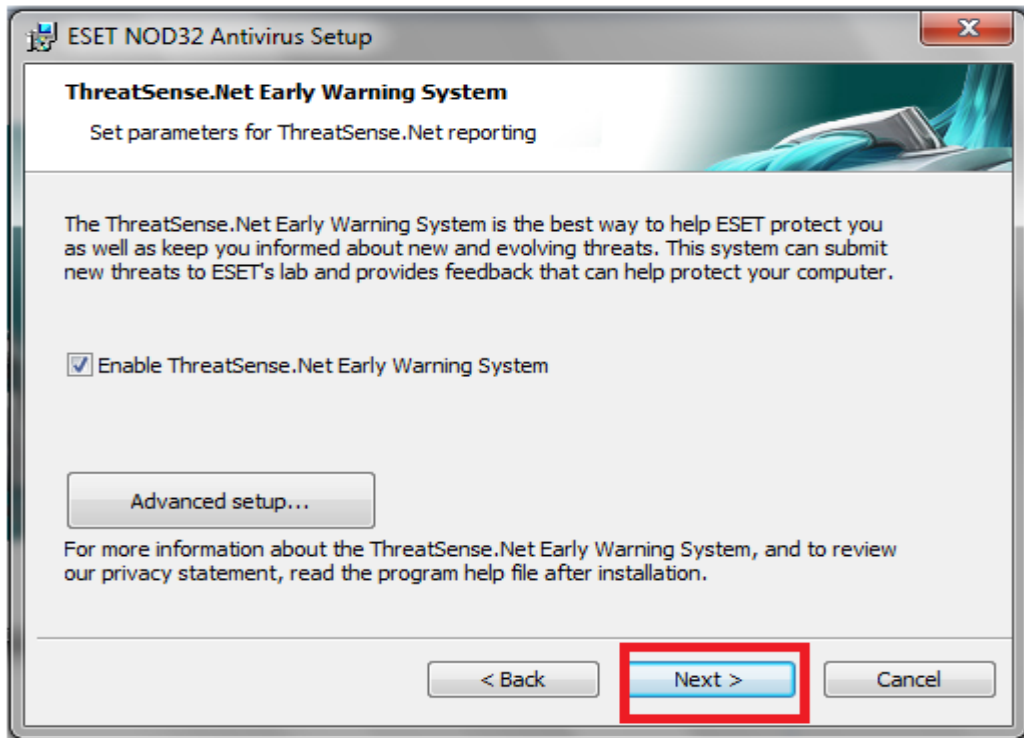 ESET NOD32 Antivirus Setup
ThreatSense.Net Early Warning System
Set parameters for ThreatSense.Net reporting
The ThreatSense.Net Early Warning System is the best way to help ESET protect you
as well as keep you informed about new and evolving threats. This system can submit
new threats to ESET's lab and provides feedback that can help protect your computer.
Enable ThreatSense.Net Early Warning System
Advanced setup...
For more information about the ThreatSense.Net Early Warning System, and to review
our privacy statement, read the program help file after installation.
< Back Next > Cancel